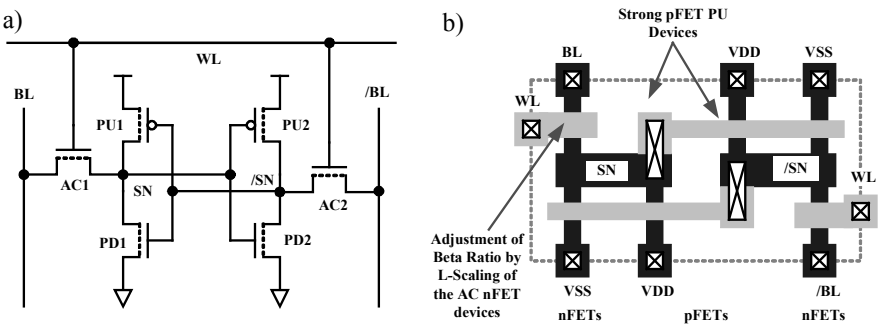 a)
WL
BL
/BL
PU1
PU2
AC1
SN
/SN
AC2
PD1
PD2
b)
Strong pFET PU
Devices
BL
VDD
VSS
WL
SN
/SN
WL
Adjustment of
Beta Ratio by
L-Scaling of
the AC nFET
devices
VSS
VDD
/BL
nFETs
pFETs
nFETs